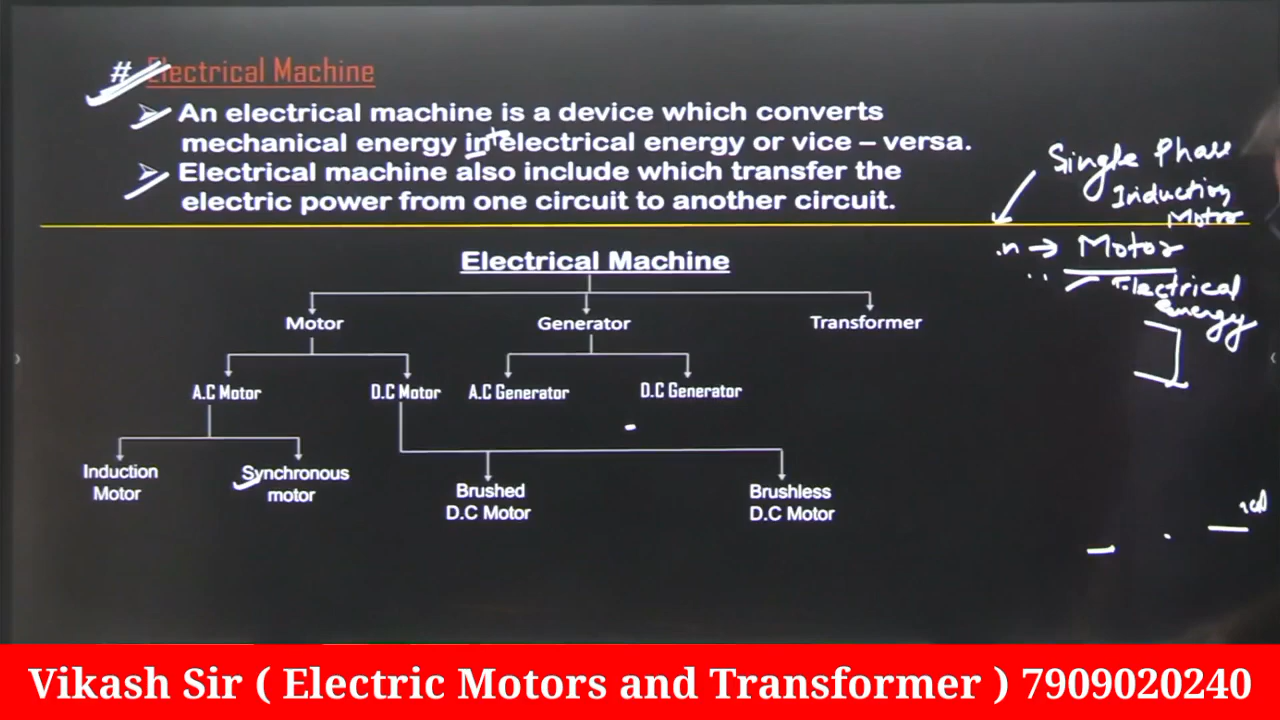 # Electrical Machine
An electrical machine is a device which converts
mechanical energy into electrical energy or vice – versa.
Electrical machine also include which transfer the
electric power from one circuit to another circuit.
Single Phase
Induction
Motor
n → Motor
Electrical
energy
Electrical Machine
Motor Generator Transformer
A.C Motor D.C Motor A.C Generator D.C Generator
Induction
Motor
Synchronous
motor
Brushed
D.C Motor
Brushless
D.C Motor
Vikash Sir ( Electric Motors and Transformer ) 7909020240